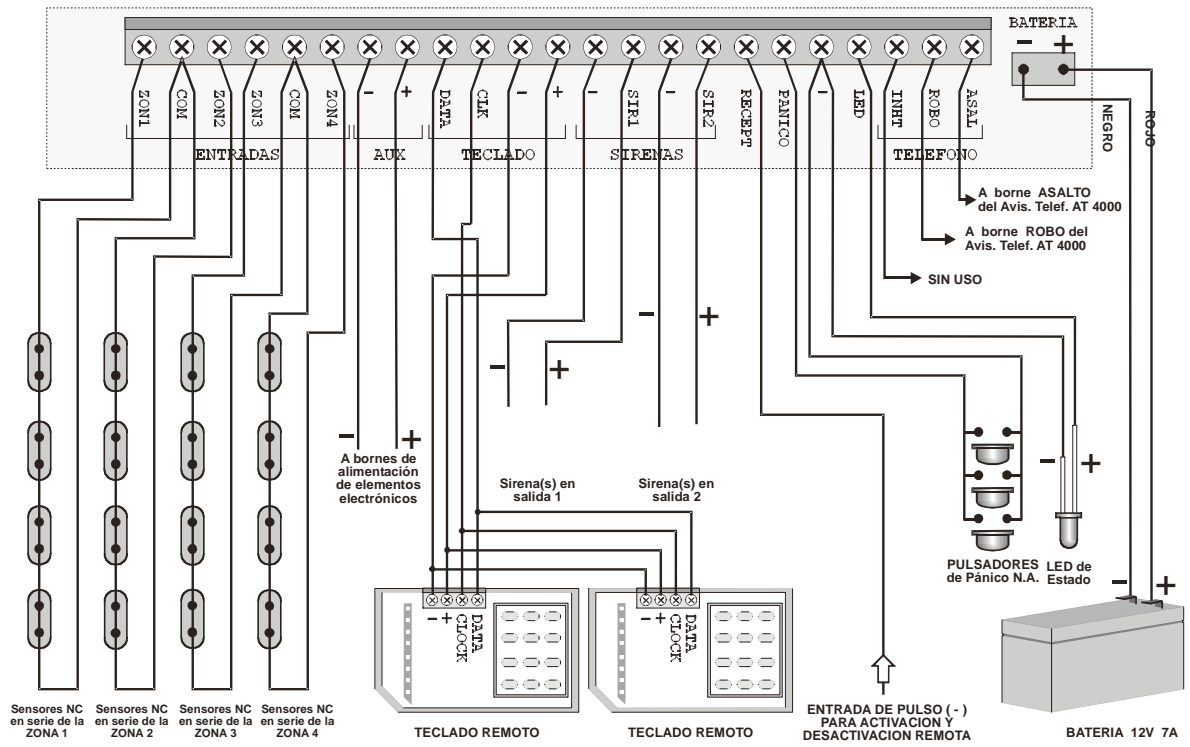 BATERIA
- +
ZON1
COM
ZON2
ZON3
COM
ZON4
-
+
DATA
CLK
-
+
-
SIR1
-
SIR2
RECEPT
PANICO
-
LED
INHT
ROBO
ASAL
NEGRO
ROJO
ENTRADAS
AUX
TECLADO
SIRENAS
TELEFONO
A borne ASALTO
del Avis. Telef. AT 4000
A borne ROBO del
Avis. Telef. AT 4000
SIN USO
- +
- +
- +
A bornes de
alimentación
de elementos
electrónicos
Sirena(s) en
salida 1
Sirena(s) en
salida 2
- +
PULSADORES
de Pánico N.A.
LED de
Estado
- +
-
+
CLOCK
DATA
-
+
CLOCK
DATA
Sensores NC
en serie de la
ZONA 1
Sensores NC
en serie de la
ZONA 2
Sensores NC
en serie de la
ZONA 3
Sensores NC
en serie de la
ZONA 4
TECLADO REMOTO
TECLADO REMOTO
ENTRADA DE PULSO ( - )
PARA ACTIVACION Y
DESACTIVACION REMOTA
BATERIA 12V 7A